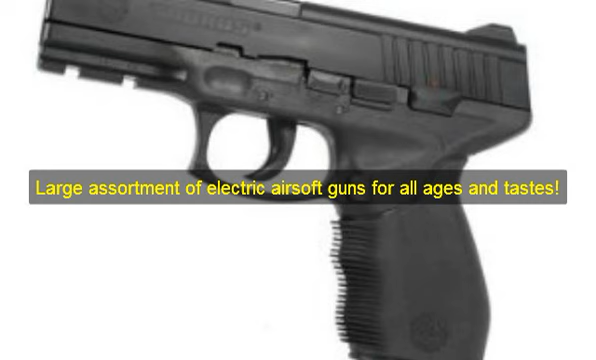 Large assortment of electric airsoft guns for all ages and tastes!